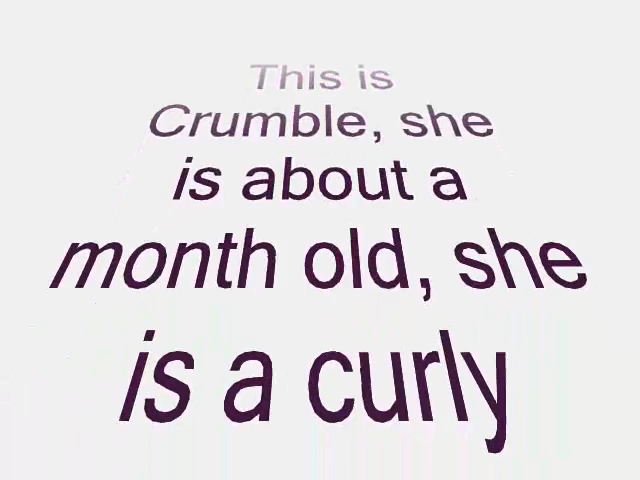 This is
Crumble, she
is about a
month old, she
is a curly